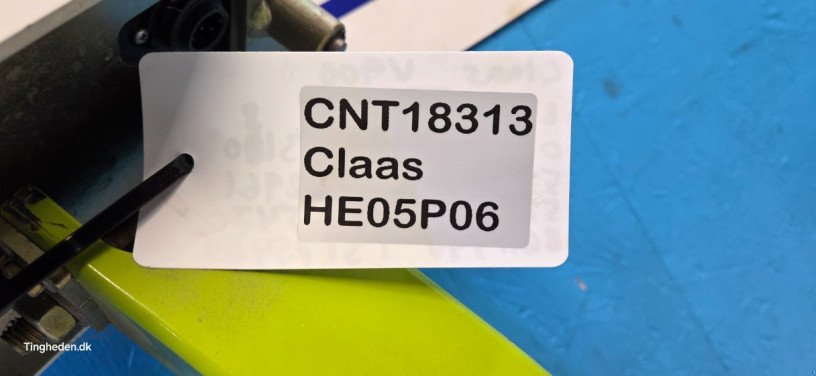 CNT18313
Claas
HE05P06
Tingheden.dk